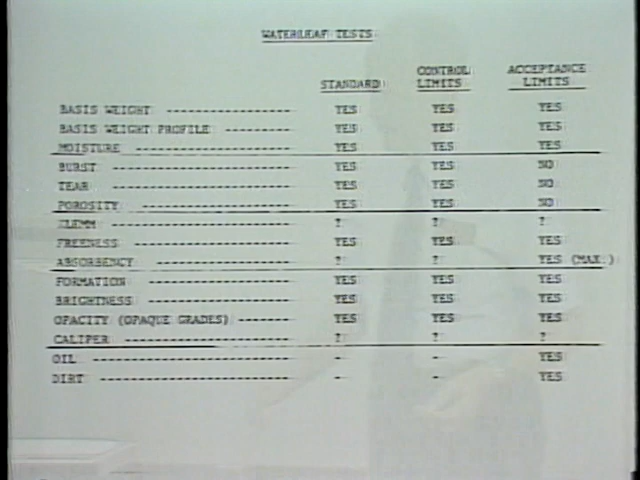 WATERLEAF TESTS
STANDARD CONTROL LIMITS ACCEPTANCE LIMITS
BASIS WEIGHT ---------------- YES YES YES
BASIS WEIGHT PROFILE --------- YES YES YES
MOISTURE -------------------- YES YES YES
BURST ----------------------- YES YES NO
TEAR ------------------------ YES YES NO
POROSITY -------------------- YES YES NO
KLEMM ----------------------- ? ? ?
FREENESS -------------------- YES YES YES
ABSORBENCY ----------------- ? ? YES (MAX.)
FORMATION ------------------ YES YES YES
BRIGHTNESS ----------------- YES YES YES
OPACITY (OPAQUE GRADES) ------- YES YES YES
CALIPER --------------------- ? ? ?
OIL ------------------------- - - YES
DIRT ------------------------ - - YES